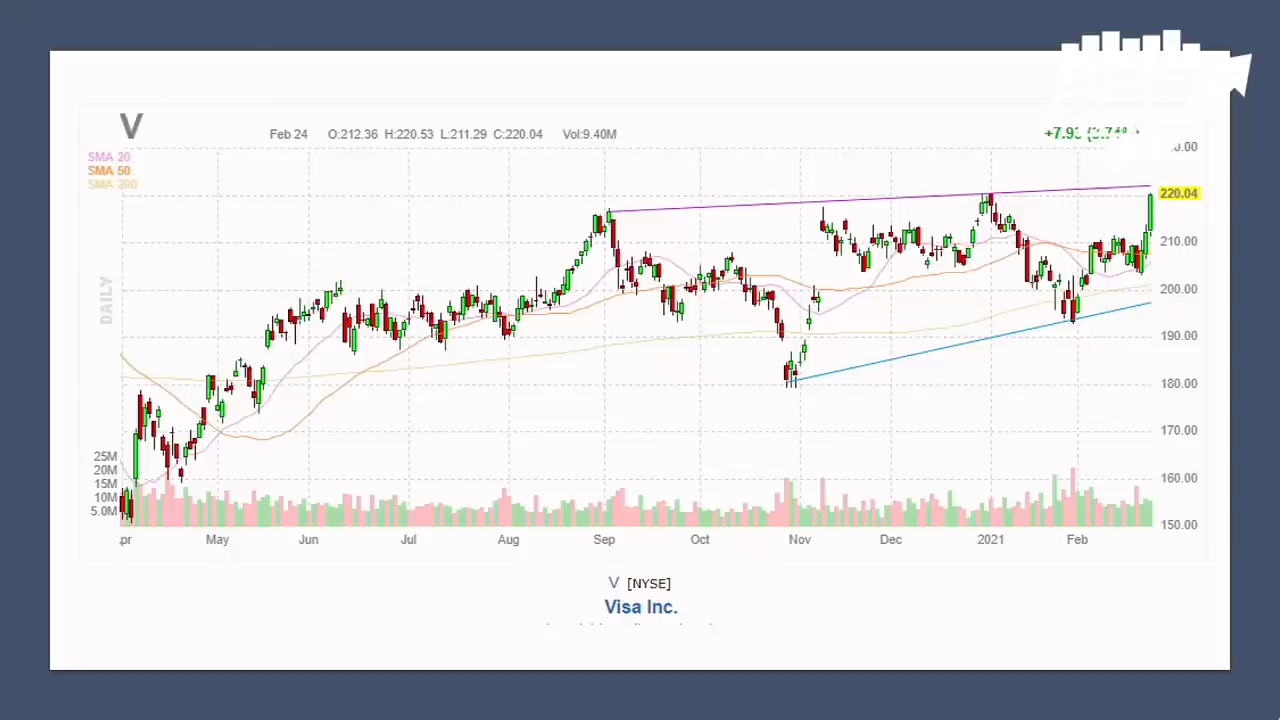 V
Feb 24 O:212.36 H:220.53 L:211.29 C:220.04 Vol:9.40M
SMA 20
SMA 50
SMA 200
220.04
210.00
200.00
190.00
180.00
170.00
160.00
150.00
DAILY
25M
20M
15M
10M
5.0M
May Jun Jul Aug Sep Oct Nov Dec 2021 Feb
V [NYSE]
Visa Inc.